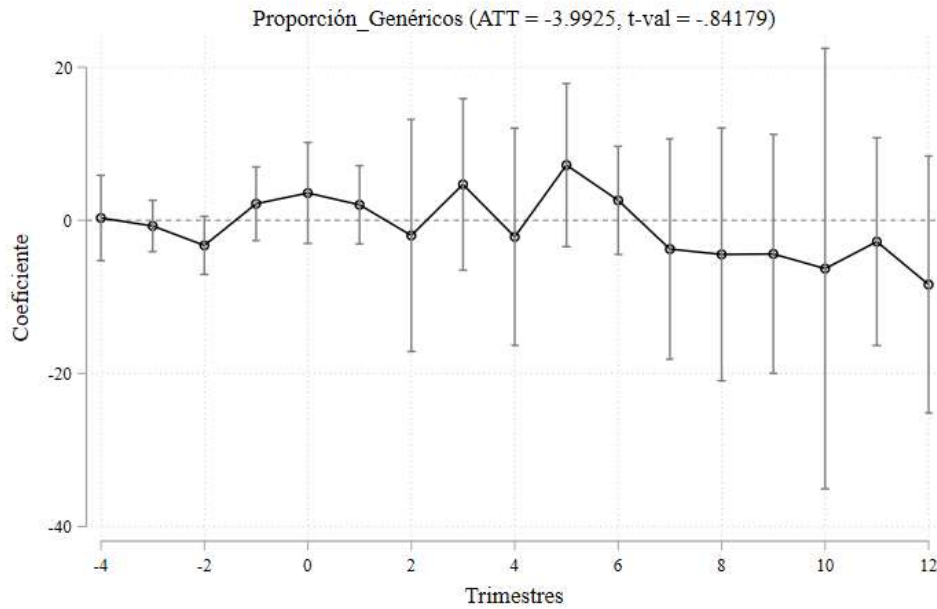 Proporción_Genéricos (ATT = -3.9925, t-val = -.84179)
20
0
-20
-40
Coeficiente
-4 -2 0 2 4 6 8 10 12
Trimestres